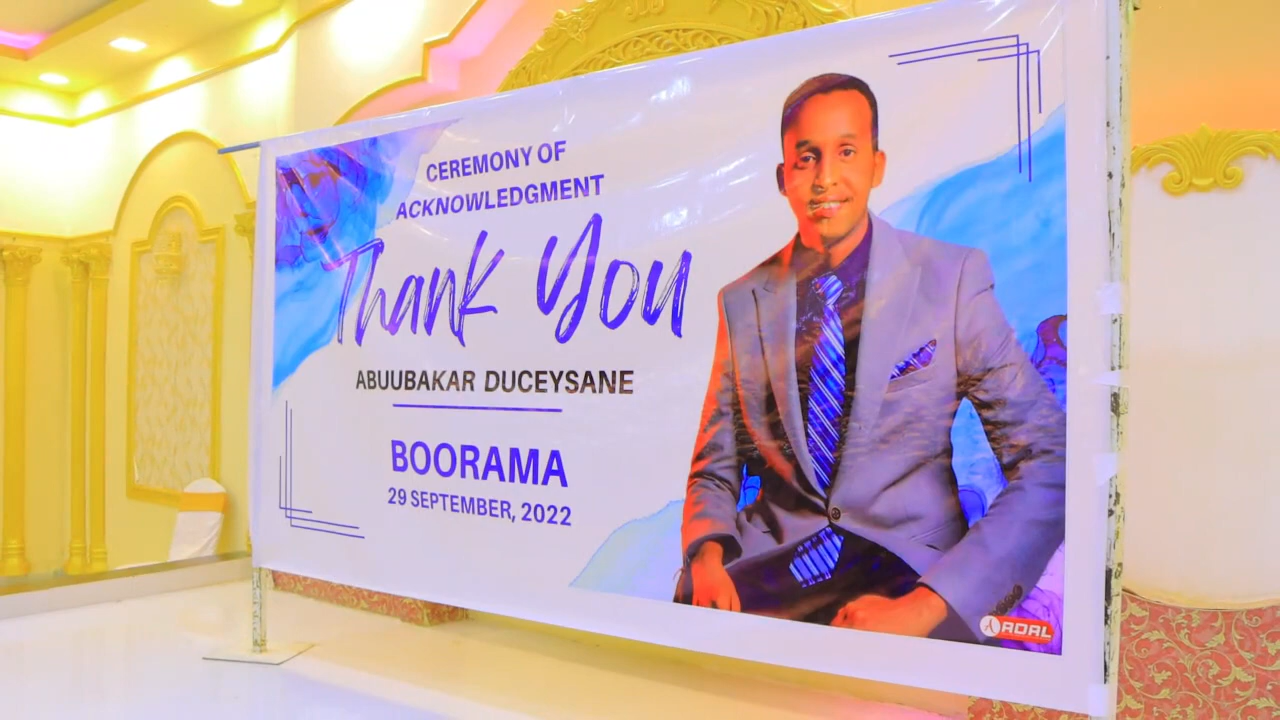 CEREMONY OF
ACKNOWLEDGMENT
Thank You
ABUUBAKAR DUCEYSANE
BOORAMA
29 SEPTEMBER, 2022
ADAL